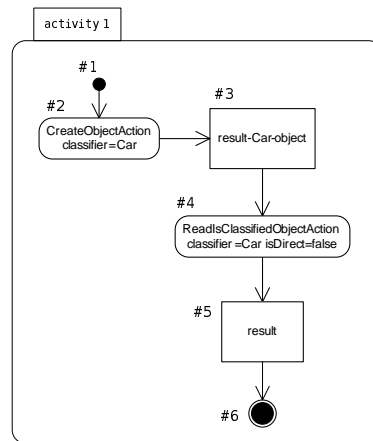 activity 1
#1
#2
CreateObjectAction
classifier=Car
#3
result-Car-object
#4
ReadIsClassifiedObjectAction
classifier =Car isDirect=false
#5
result
#6